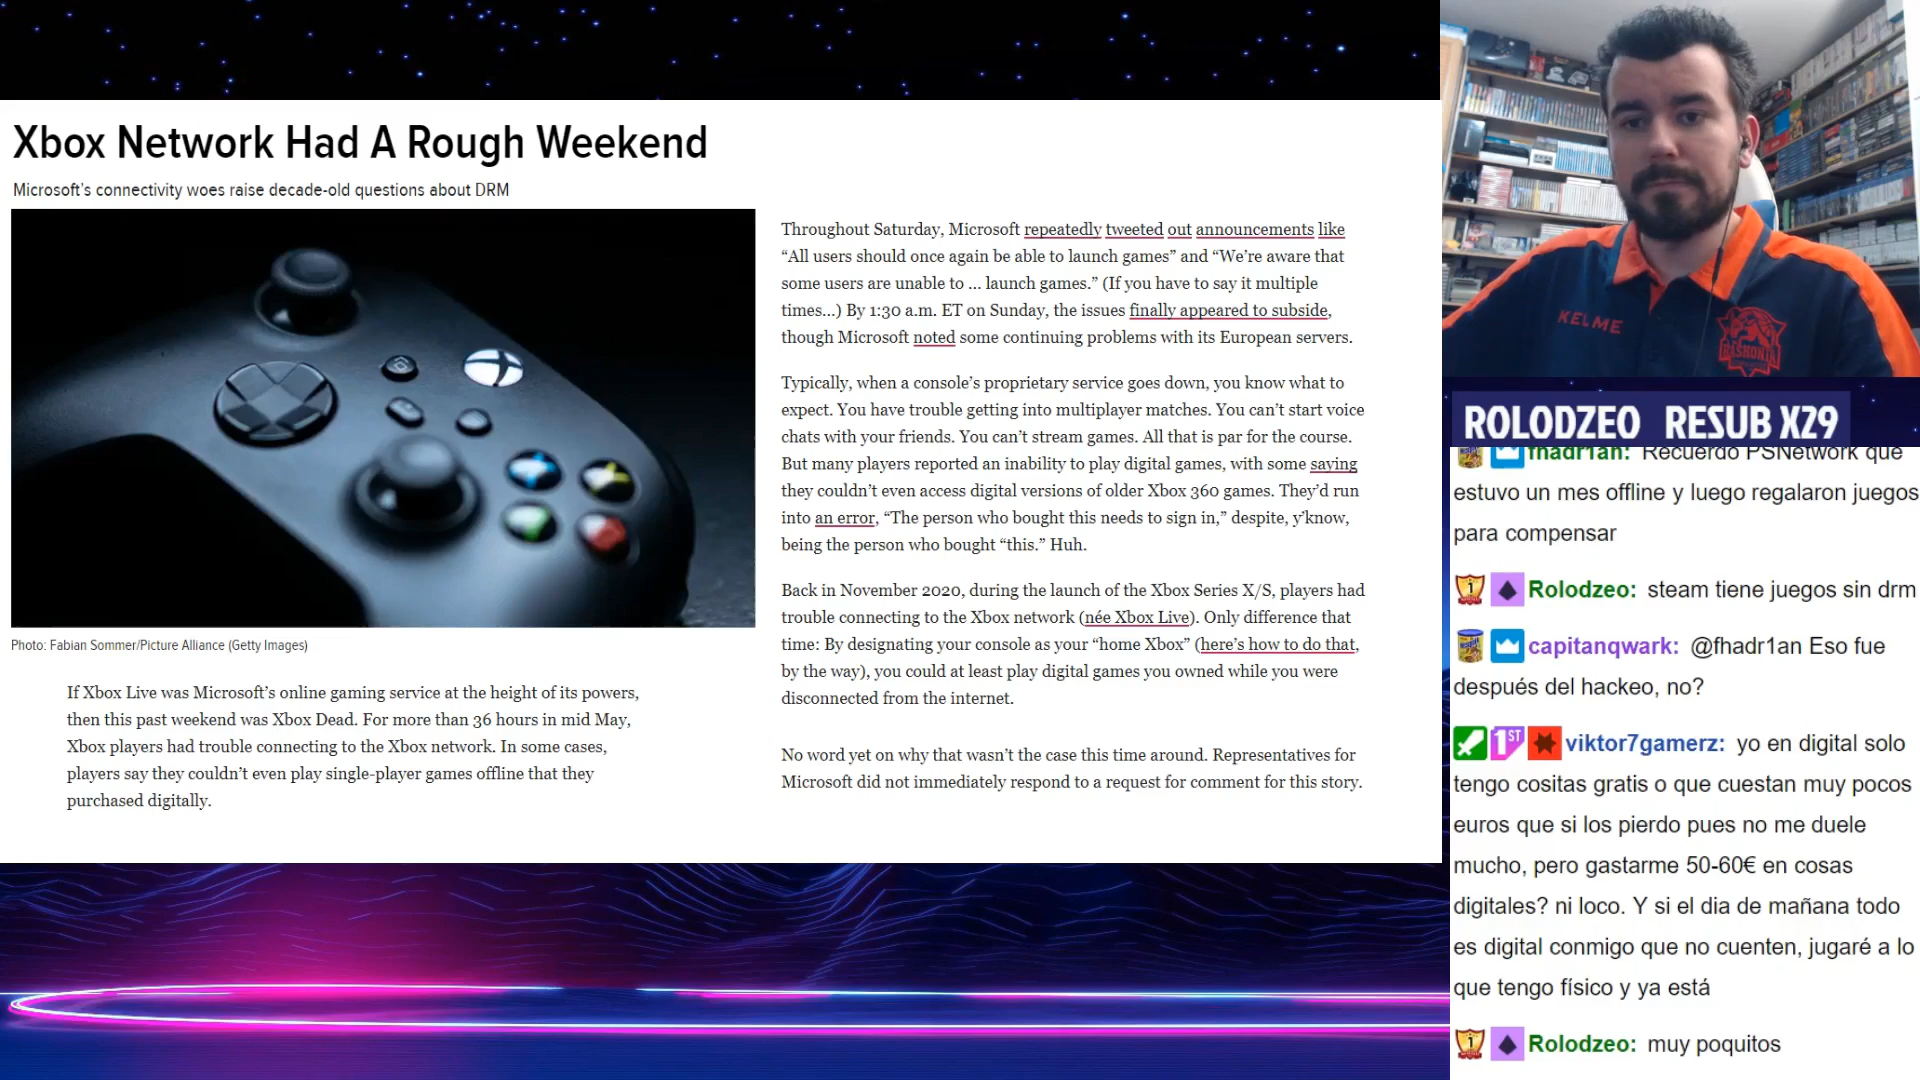 Xbox Network Had A Rough Weekend
Microsoft's connectivity woes raise decade-old questions about DRM
Photo: Fabian Sommer/Picture Alliance (Getty Images)
If Xbox Live was Microsoft's online gaming service at the height of its powers,
then this past weekend was Xbox Dead. For more than 36 hours in mid May,
Xbox players had trouble connecting to the Xbox network. In some cases,
players say they couldn't even play single-player games offline that they
purchased digitally.
Throughout Saturday, Microsoft repeatedly tweeted out announcements like
“All users should once again be able to launch games” and “We're aware that
some users are unable to ... launch games.” (If you have to say it multiple
times...) By 1:30 a.m. ET on Sunday, the issues finally appeared to subside,
though Microsoft noted some continuing problems with its European servers.
Typically, when a console's proprietary service goes down, you know what to
expect. You have trouble getting into multiplayer matches. You can't start voice
chats with your friends. You can't stream games. All that is par for the course.
But many players reported an inability to play digital games, with some saying
they couldn't even access digital versions of older Xbox 360 games. They'd run
into an error, “The person who bought this needs to sign in,” despite, y'know,
being the person who bought “this.” Huh.
Back in November 2020, during the launch of the Xbox Series X/S, players had
trouble connecting to the Xbox network (née Xbox Live). Only difference that
time: By designating your console as your “home Xbox” (here's how to do that,
by the way), you could at least play digital games you owned while you were
disconnected from the internet.
No word yet on why that wasn't the case this time around. Representatives for
Microsoft did not immediately respond to a request for comment for this story.
KELME
BASKONIA
ROLODZEO RESUB X29
fhadr1an: Recuerdo PSNetwork que
estuvo un mes offline y luego regalaron juegos
para compensar
1 Rolodzeo: steam tiene juegos sin drm
capitanqwark: @fhadr1an Eso fue
después del hackeo, no?
1ST viktor7gamerz: yo en digital solo
tengo cositas gratis o que cuestan muy pocos
euros que si los pierdo pues no me duele
mucho, pero gastarme 50-60€ en cosas
digitales? ni loco. Y si el dia de mañana todo
es digital conmigo que no cuenten, jugaré a lo
que tengo físico y ya está
1 Rolodzeo: muy poquitos